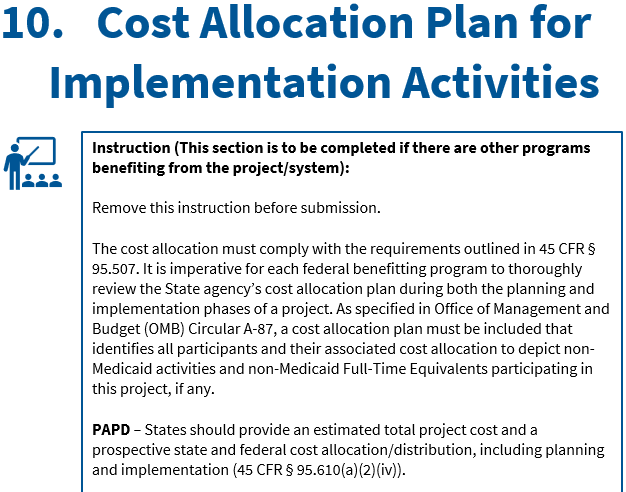 10. Cost Allocation Plan for
Implementation Activities
Instruction (This section is to be completed if there are other programs
benefiting from the project/system):
Remove this instruction before submission.
The cost allocation must comply with the requirements outlined in 45 CFR §
95.507. It is imperative for each federal benefitting program to thoroughly
review the State agency’s cost allocation plan during both the planning and
implementation phases of a project. As specified in Office of Management and
Budget (OMB) Circular A-87, a cost allocation plan must be included that
identifies all participants and their associated cost allocation to depict non-
Medicaid activities and non-Medicaid Full-Time Equivalents participating in
this project, if any.
PAPD – States should provide an estimated total project cost and a
prospective state and federal cost allocation/distribution, including planning
and implementation (45 CFR § 95.610(a)(2)(iv)).